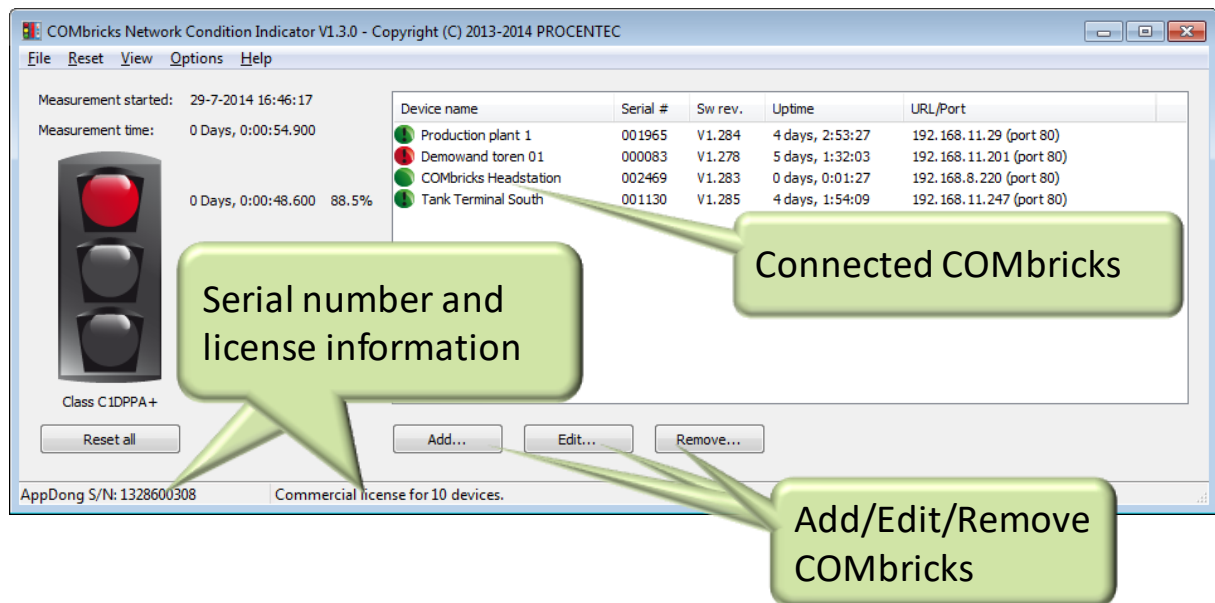 COMbricks Network Condition Indicator V1.3.0 - Copyright (C) 2013-2014 PROCENTEC
File Reset View Options Help
Measurement started: 29-7-2014 16:46:17
Measurement time: 0 Days, 0:00:54.900
0 Days, 0:00:48.600 88.5%
Class C1DPPA+
Reset all
Device name Serial # Sw rev. Uptime URL/Port
Production plant 1 001965 V1.284 4 days, 2:53:27 192.168.11.29 (port 80)
Demowand toren 01 000083 V1.278 5 days, 1:32:03 192.168.11.201 (port 80)
COMbricks Headstation 002469 V1.283 0 days, 0:01:27 192.168.8.220 (port 80)
Tank Terminal South 001130 V1.285 4 days, 1:54:09 192.168.11.247 (port 80)
Connected COMbricks
Serial number and
license information
Add... Edit... Remove...
AppDong S/N: 1328600308 Commercial license for 10 devices.
Add/Edit/Remove
COMbricks